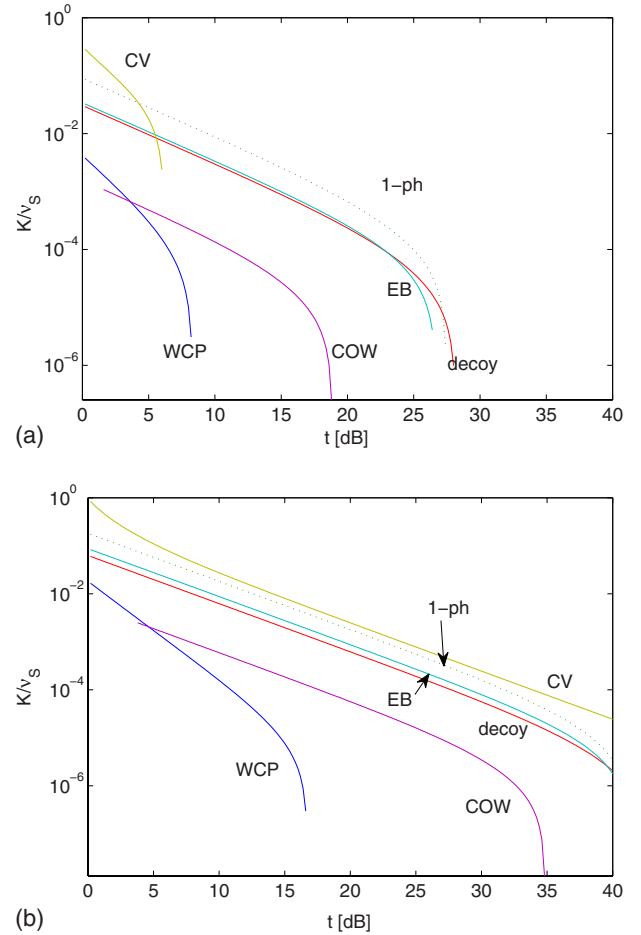 10^0
CV
10^-2
1-ph
K/ν_S
10^-4
EB
WCP
COW
decoy
10^-6
0 5 10 15 20 25 30 35 40
(a)
t [dB]
10^0
10^-2
1-ph
K/ν_S
10^-4
CV
EB
decoy
WCP
10^-6
COW
0 5 10 15 20 25 30 35 40
(b)
t [dB]